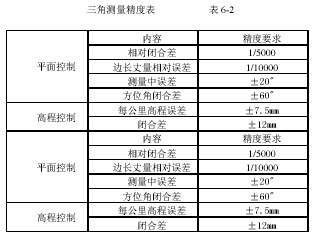 三角测量精度表 表 6-2
内容 精度要求
平面控制 相对闭合差 1/5000
边长丈量相对误差 1/10000
测量中误差 ±20″
方位角闭合差 ±60″
高程控制 每公里高程误差 ±7.5mm
闭合差 ±12mm
内容 精度要求
平面控制 相对闭合差 1/5000
边长丈量相对误差 1/10000
测量中误差 ±20″
方位角闭合差 ±60″
高程控制 每公里高程误差 ±7.5mm
闭合差 ±12mm